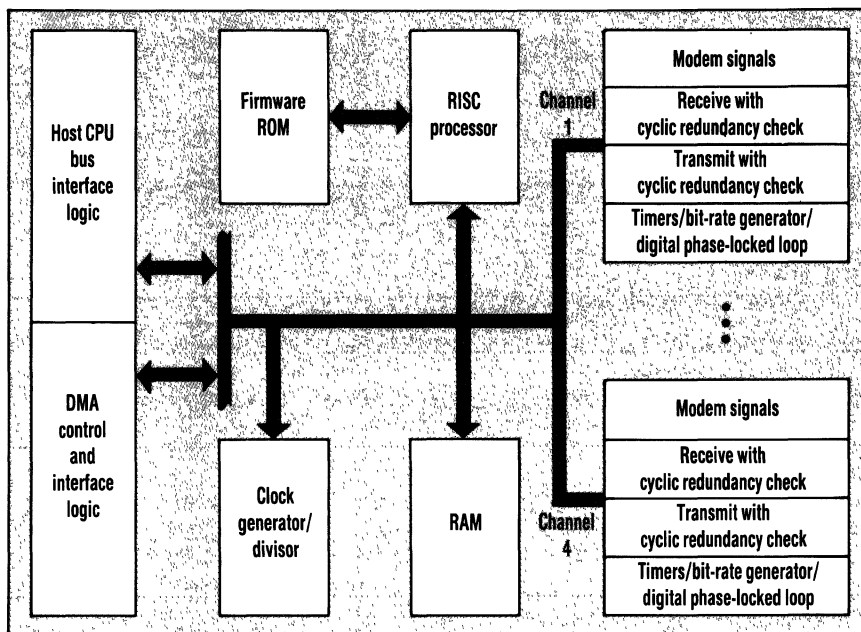 Host CPU
bus
interface
logic
DMA
control
and
interface
logic
Firmware
ROM
RISC
processor
Clock
generator/
divisor
RAM
Channel
1
Modem signals
Receive with
cyclic redundancy check
Transmit with
cyclic redundancy check
Timers/bit-rate generator/
digital phase-locked loop
Channel
4
Modem signals
Receive with
cyclic redundancy check
Transmit with
cyclic redundancy check
Timers/bit-rate generator/
digital phase-locked loop